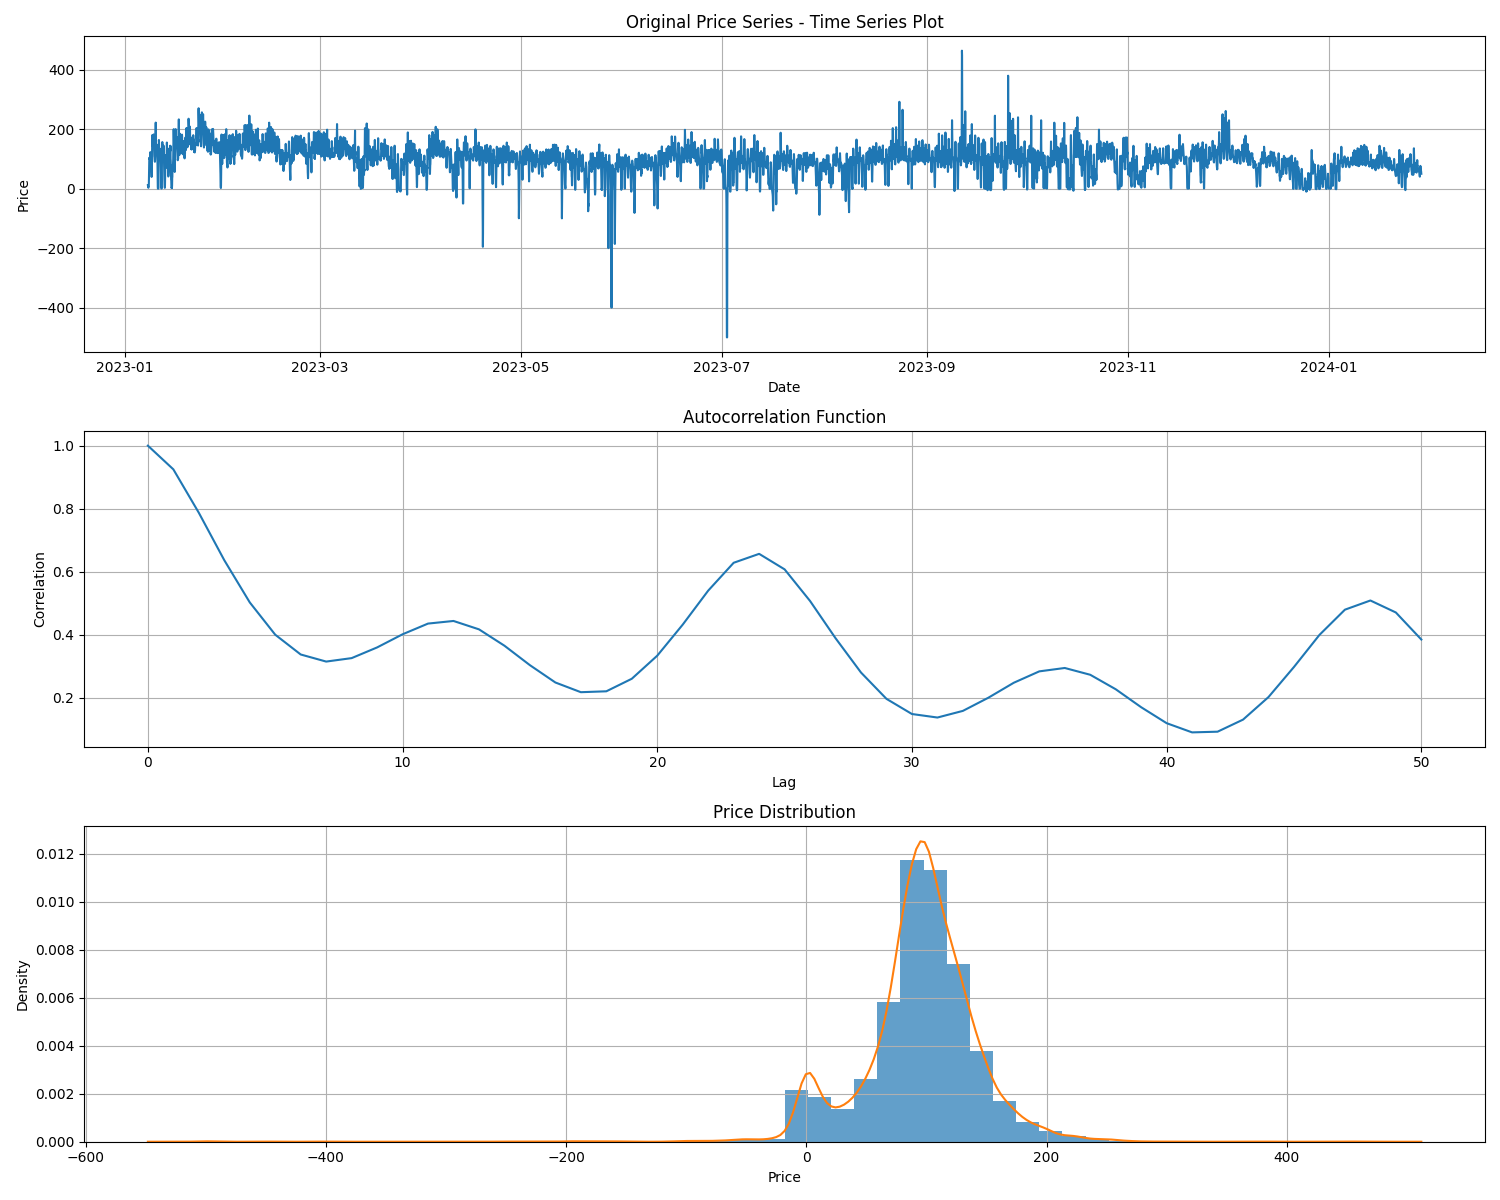 Original Price Series - Time Series Plot
400
200
0
−200
−400
Price
2023-01 2023-03 2023-05 2023-07 2023-09 2023-11 2024-01
Date
Autocorrelation Function
1.0
0.8
0.6
0.4
0.2
Correlation
0 10 20 30 40 50
Lag
Price Distribution
0.012
0.010
0.008
0.006
0.004
0.002
0.000
Density
−600 −400 −200 0 200 400
Price